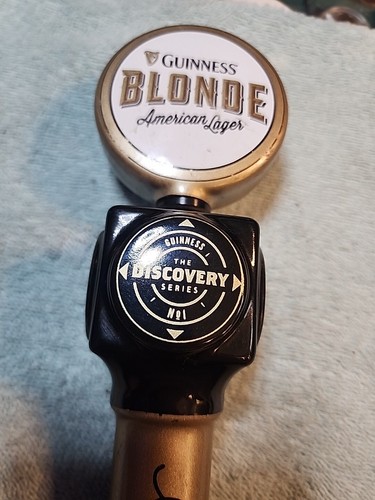 GUINNESS
BLONDE
American Lager
GUINNESS
THE
DISCOVERY
SERIES
Nº1